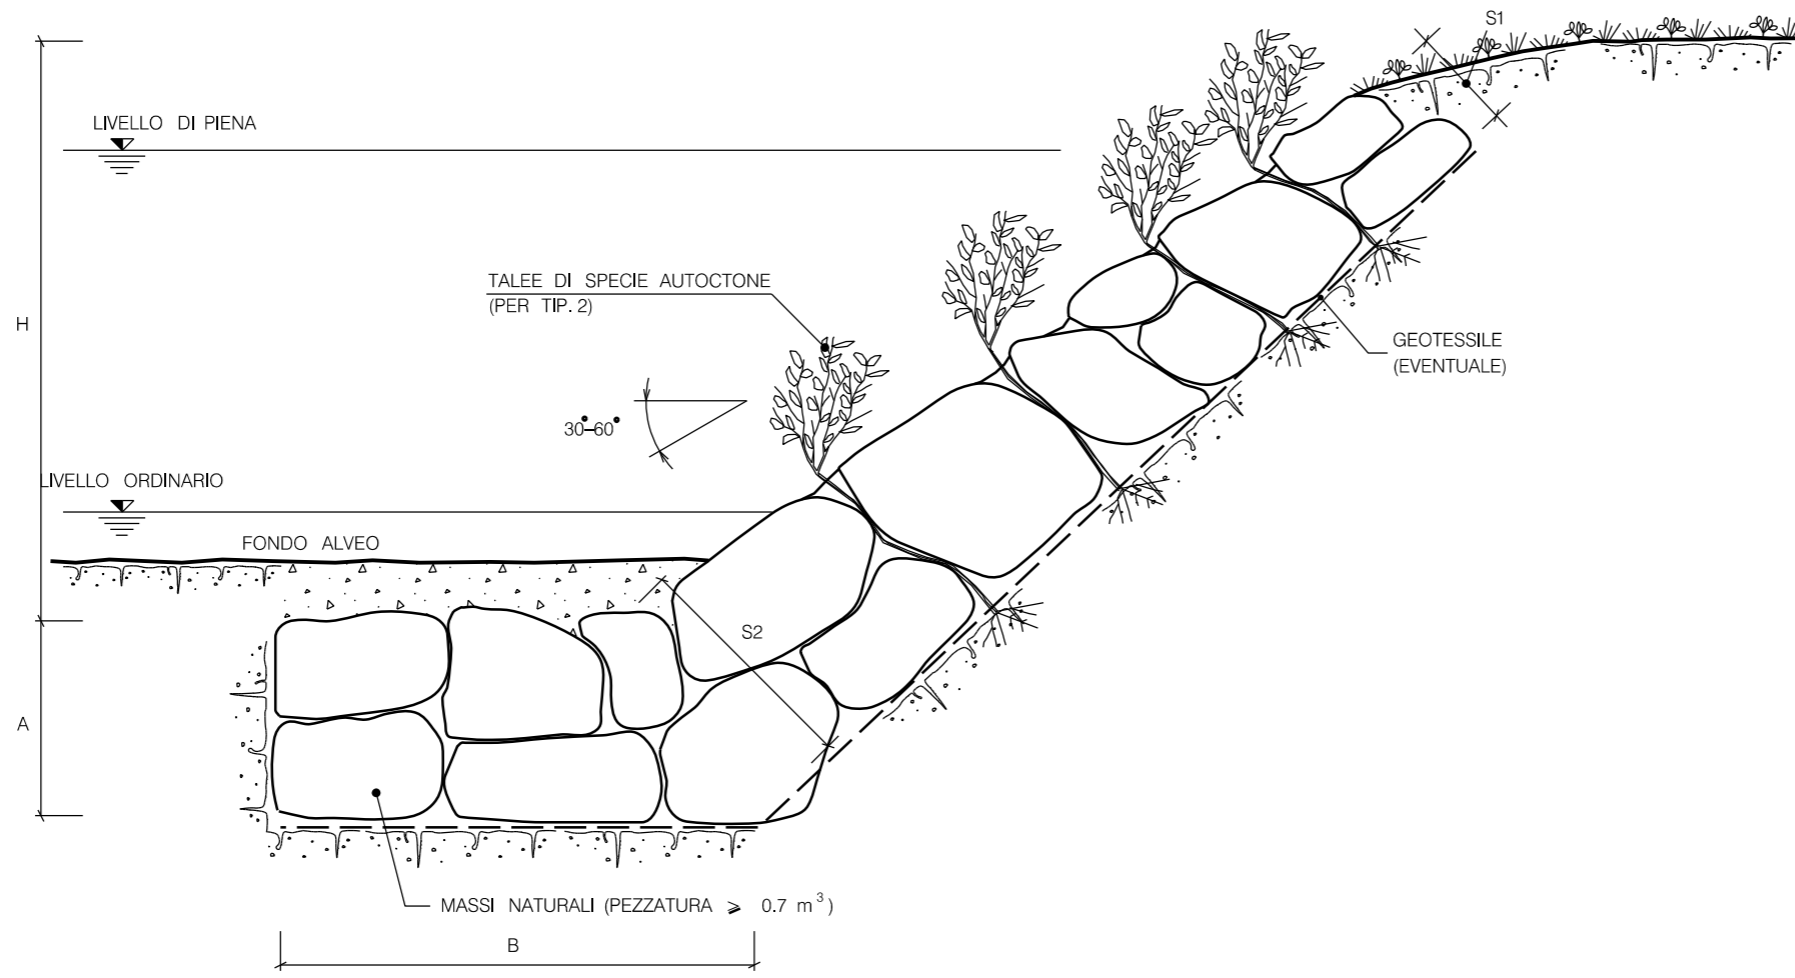 S1
LIVELLO DI PIENA
TALEE DI SPECIE AUTOCTONE
(PER TIP. 2)
H
GEOTESSILE
(EVENTUALE)
30°-60°
LIVELLO ORDINARIO
FONDO ALVEO
S2
A
MASSI NATURALI (PEZZATURA ≥ 0.7 m³)
B